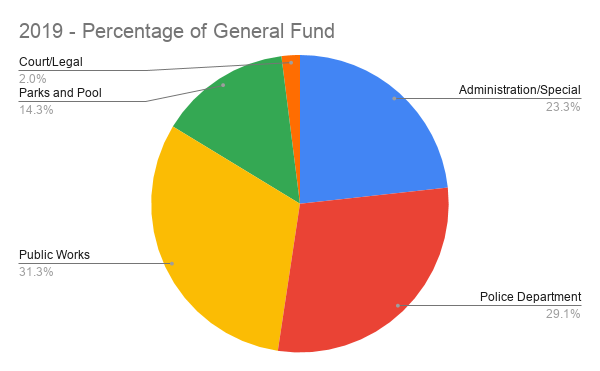 2019 - Percentage of General Fund
Court/Legal
2.0%
Parks and Pool
14.3%
Administration/Special
23.3%
Public Works
31.3%
Police Department
29.1%